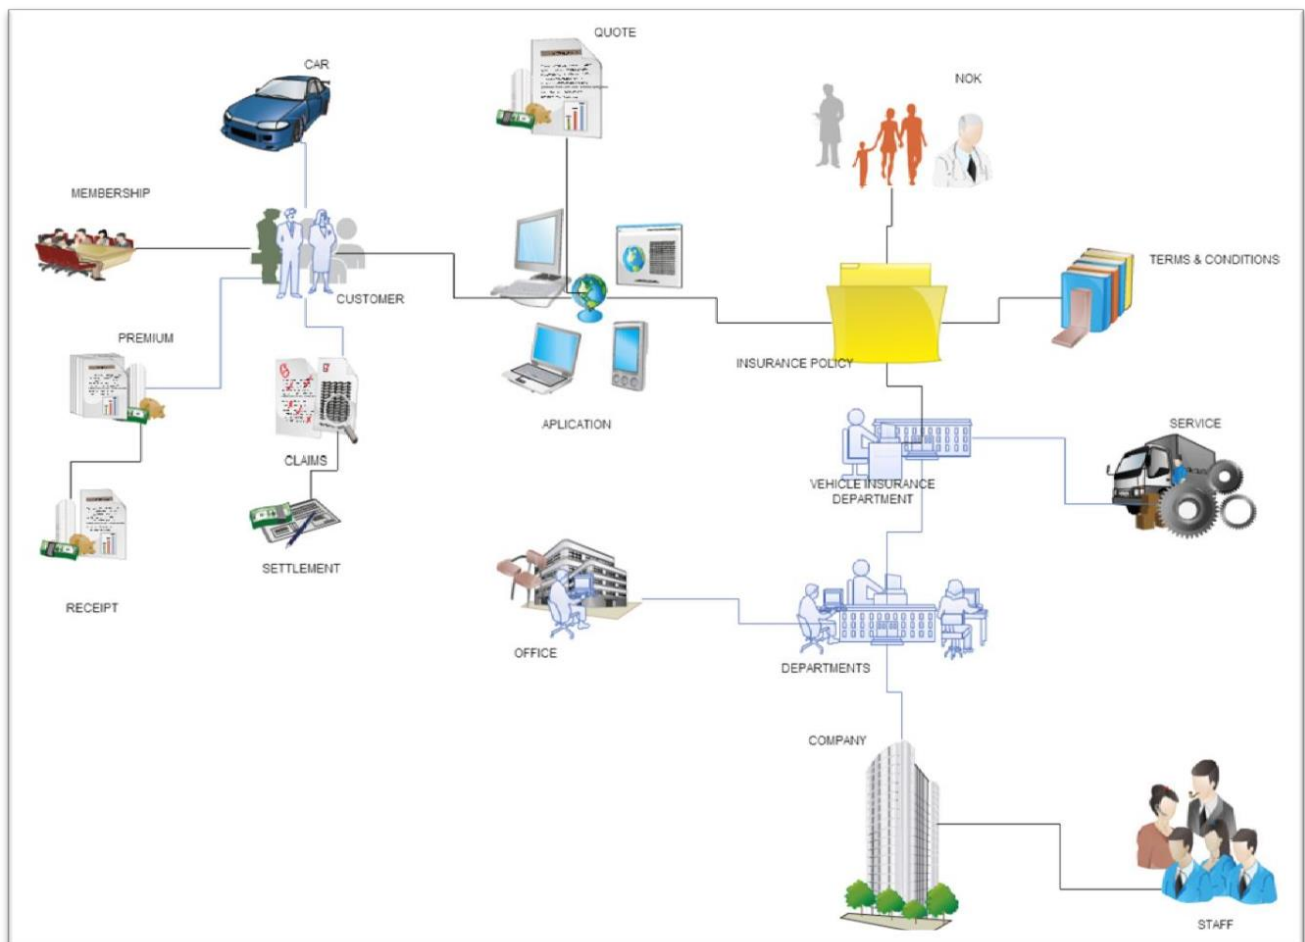 QUOTE
CAR
NOK
MEMBERSHIP
TERMS & CONDITIONS
CUSTOMER
PREMIUM
INSURANCE POLICY
APLICATION
SERVICE
CLAIMS
VEHICLE INSURANCE
DEPARTMENT
SETTLEMENT
RECEIPT
OFFICE
DEPARTMENTS
COMPANY
STAFF